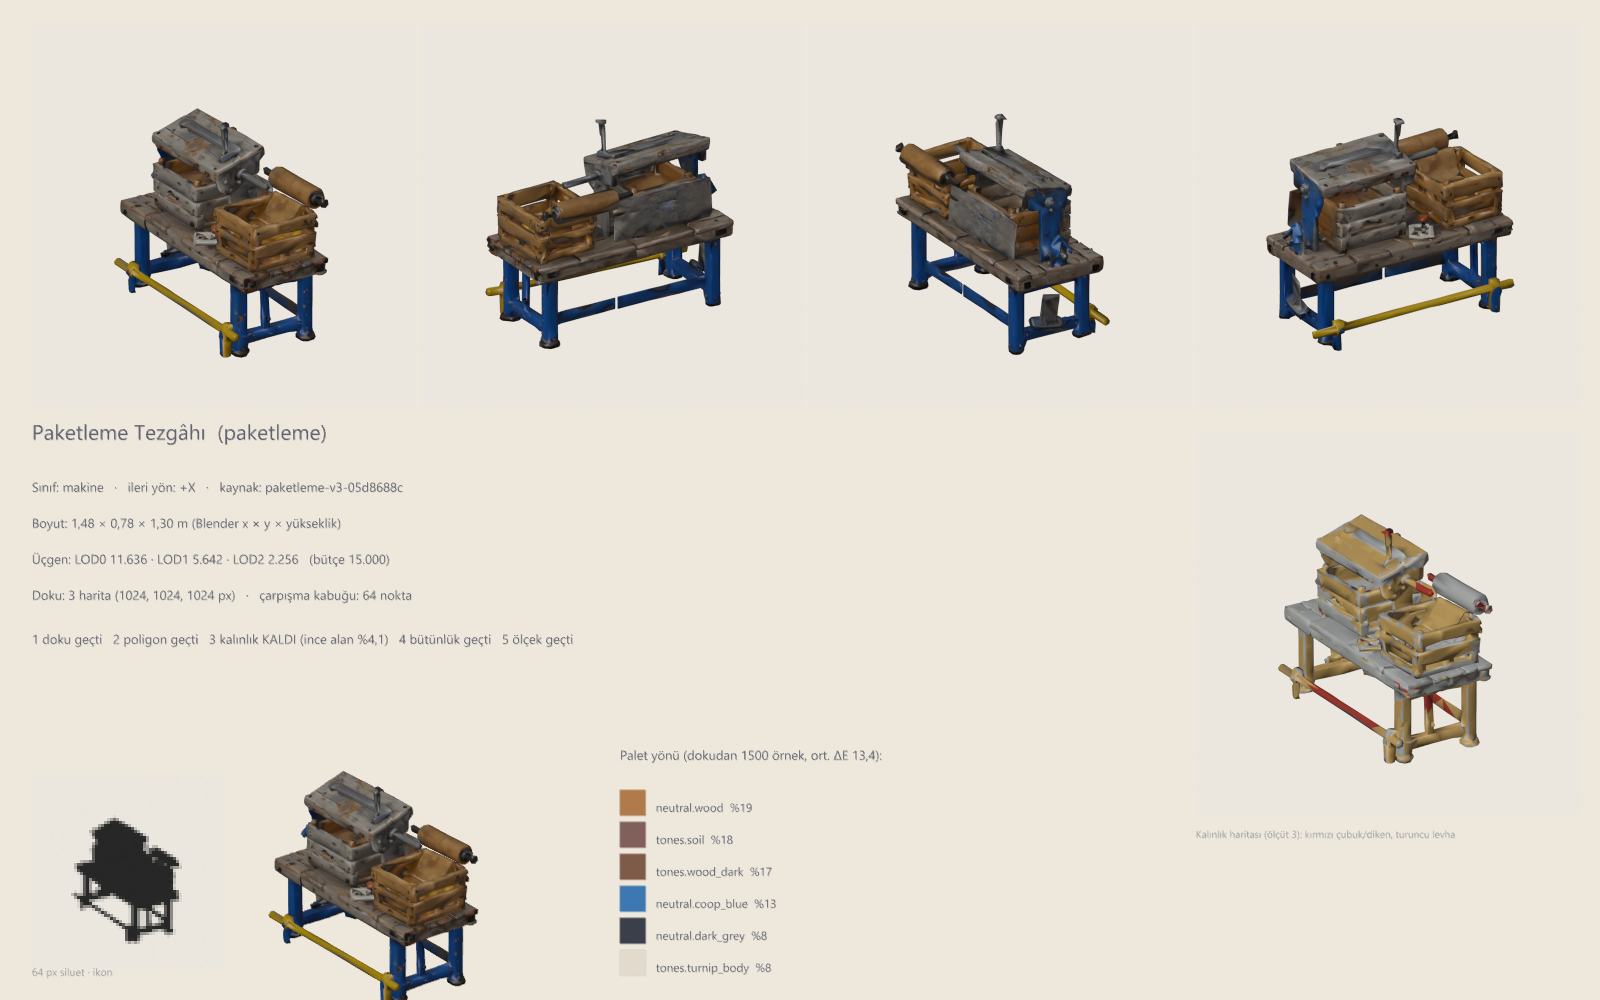 Paketleme Tezgâhı (paketleme)
Sınıf: makine · ileri yön: +X · kaynak: paketleme-v3-05d8688c
Boyut: 1,48 × 0,78 × 1,30 m (Blender x × y × yükseklik)
Üçgen: LOD0 11.636 · LOD1 5.642 · LOD2 2.256 (bütçe 15.000)
Doku: 3 harita (1024, 1024, 1024 px) · çarpışma kabuğu: 64 nokta
1 doku geçti 2 poligon geçti 3 kalınlık KALDI (ince alan %4,1) 4 bütünlük geçti 5 ölçek geçti
Palet yönü (dokudan 1500 örnek, ort. ΔE 13,4):
neutral.wood %19
tones.soil %18
tones.wood_dark %17
neutral.coop_blue %13
neutral.dark_grey %8
tones.turnip_body %8
Kalınlık haritası (ölçüt 3): kırmızı çubuk/diken, turuncu levha
64 px siluet · ikon